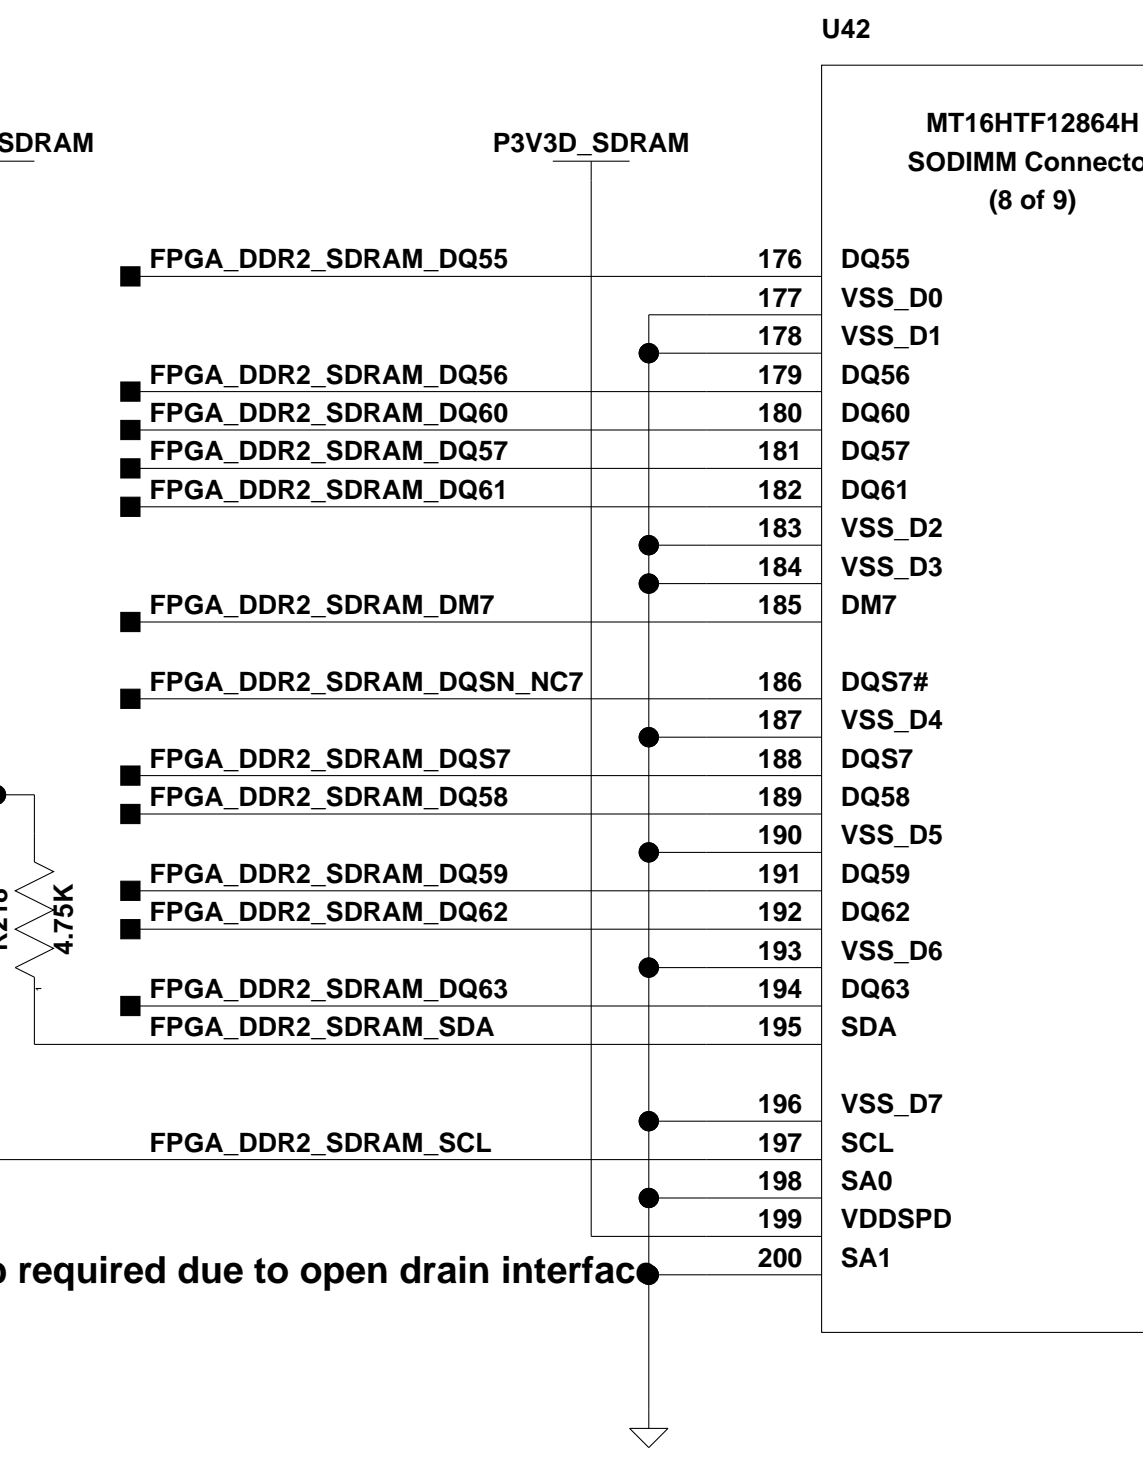 U42
MT16HTF12864H
SODIMM Connecto
(8 of 9)
SDRAM
P3V3D_SDRAM
FPGA_DDR2_SDRAM_DQ55 176 DQ55
177 VSS_D0
178 VSS_D1
FPGA_DDR2_SDRAM_DQ56 179 DQ56
FPGA_DDR2_SDRAM_DQ60 180 DQ60
FPGA_DDR2_SDRAM_DQ57 181 DQ57
FPGA_DDR2_SDRAM_DQ61 182 DQ61
183 VSS_D2
184 VSS_D3
FPGA_DDR2_SDRAM_DM7 185 DM7
FPGA_DDR2_SDRAM_DQSN_NC7 186 DQS7#
187 VSS_D4
FPGA_DDR2_SDRAM_DQS7 188 DQS7
FPGA_DDR2_SDRAM_DQ58 189 DQ58
190 VSS_D5
FPGA_DDR2_SDRAM_DQ59 191 DQ59
4.75K
FPGA_DDR2_SDRAM_DQ62 192 DQ62
193 VSS_D6
FPGA_DDR2_SDRAM_DQ63 194 DQ63
FPGA_DDR2_SDRAM_SDA 195 SDA
196 VSS_D7
FPGA_DDR2_SDRAM_SCL 197 SCL
198 SA0
199 VDDSPD
200 SA1
required due to open drain interface